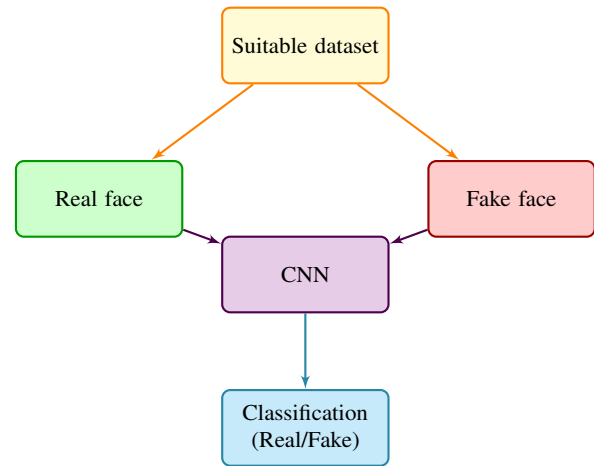 Suitable dataset
Real face
Fake face
CNN
Classification
(Real/Fake)